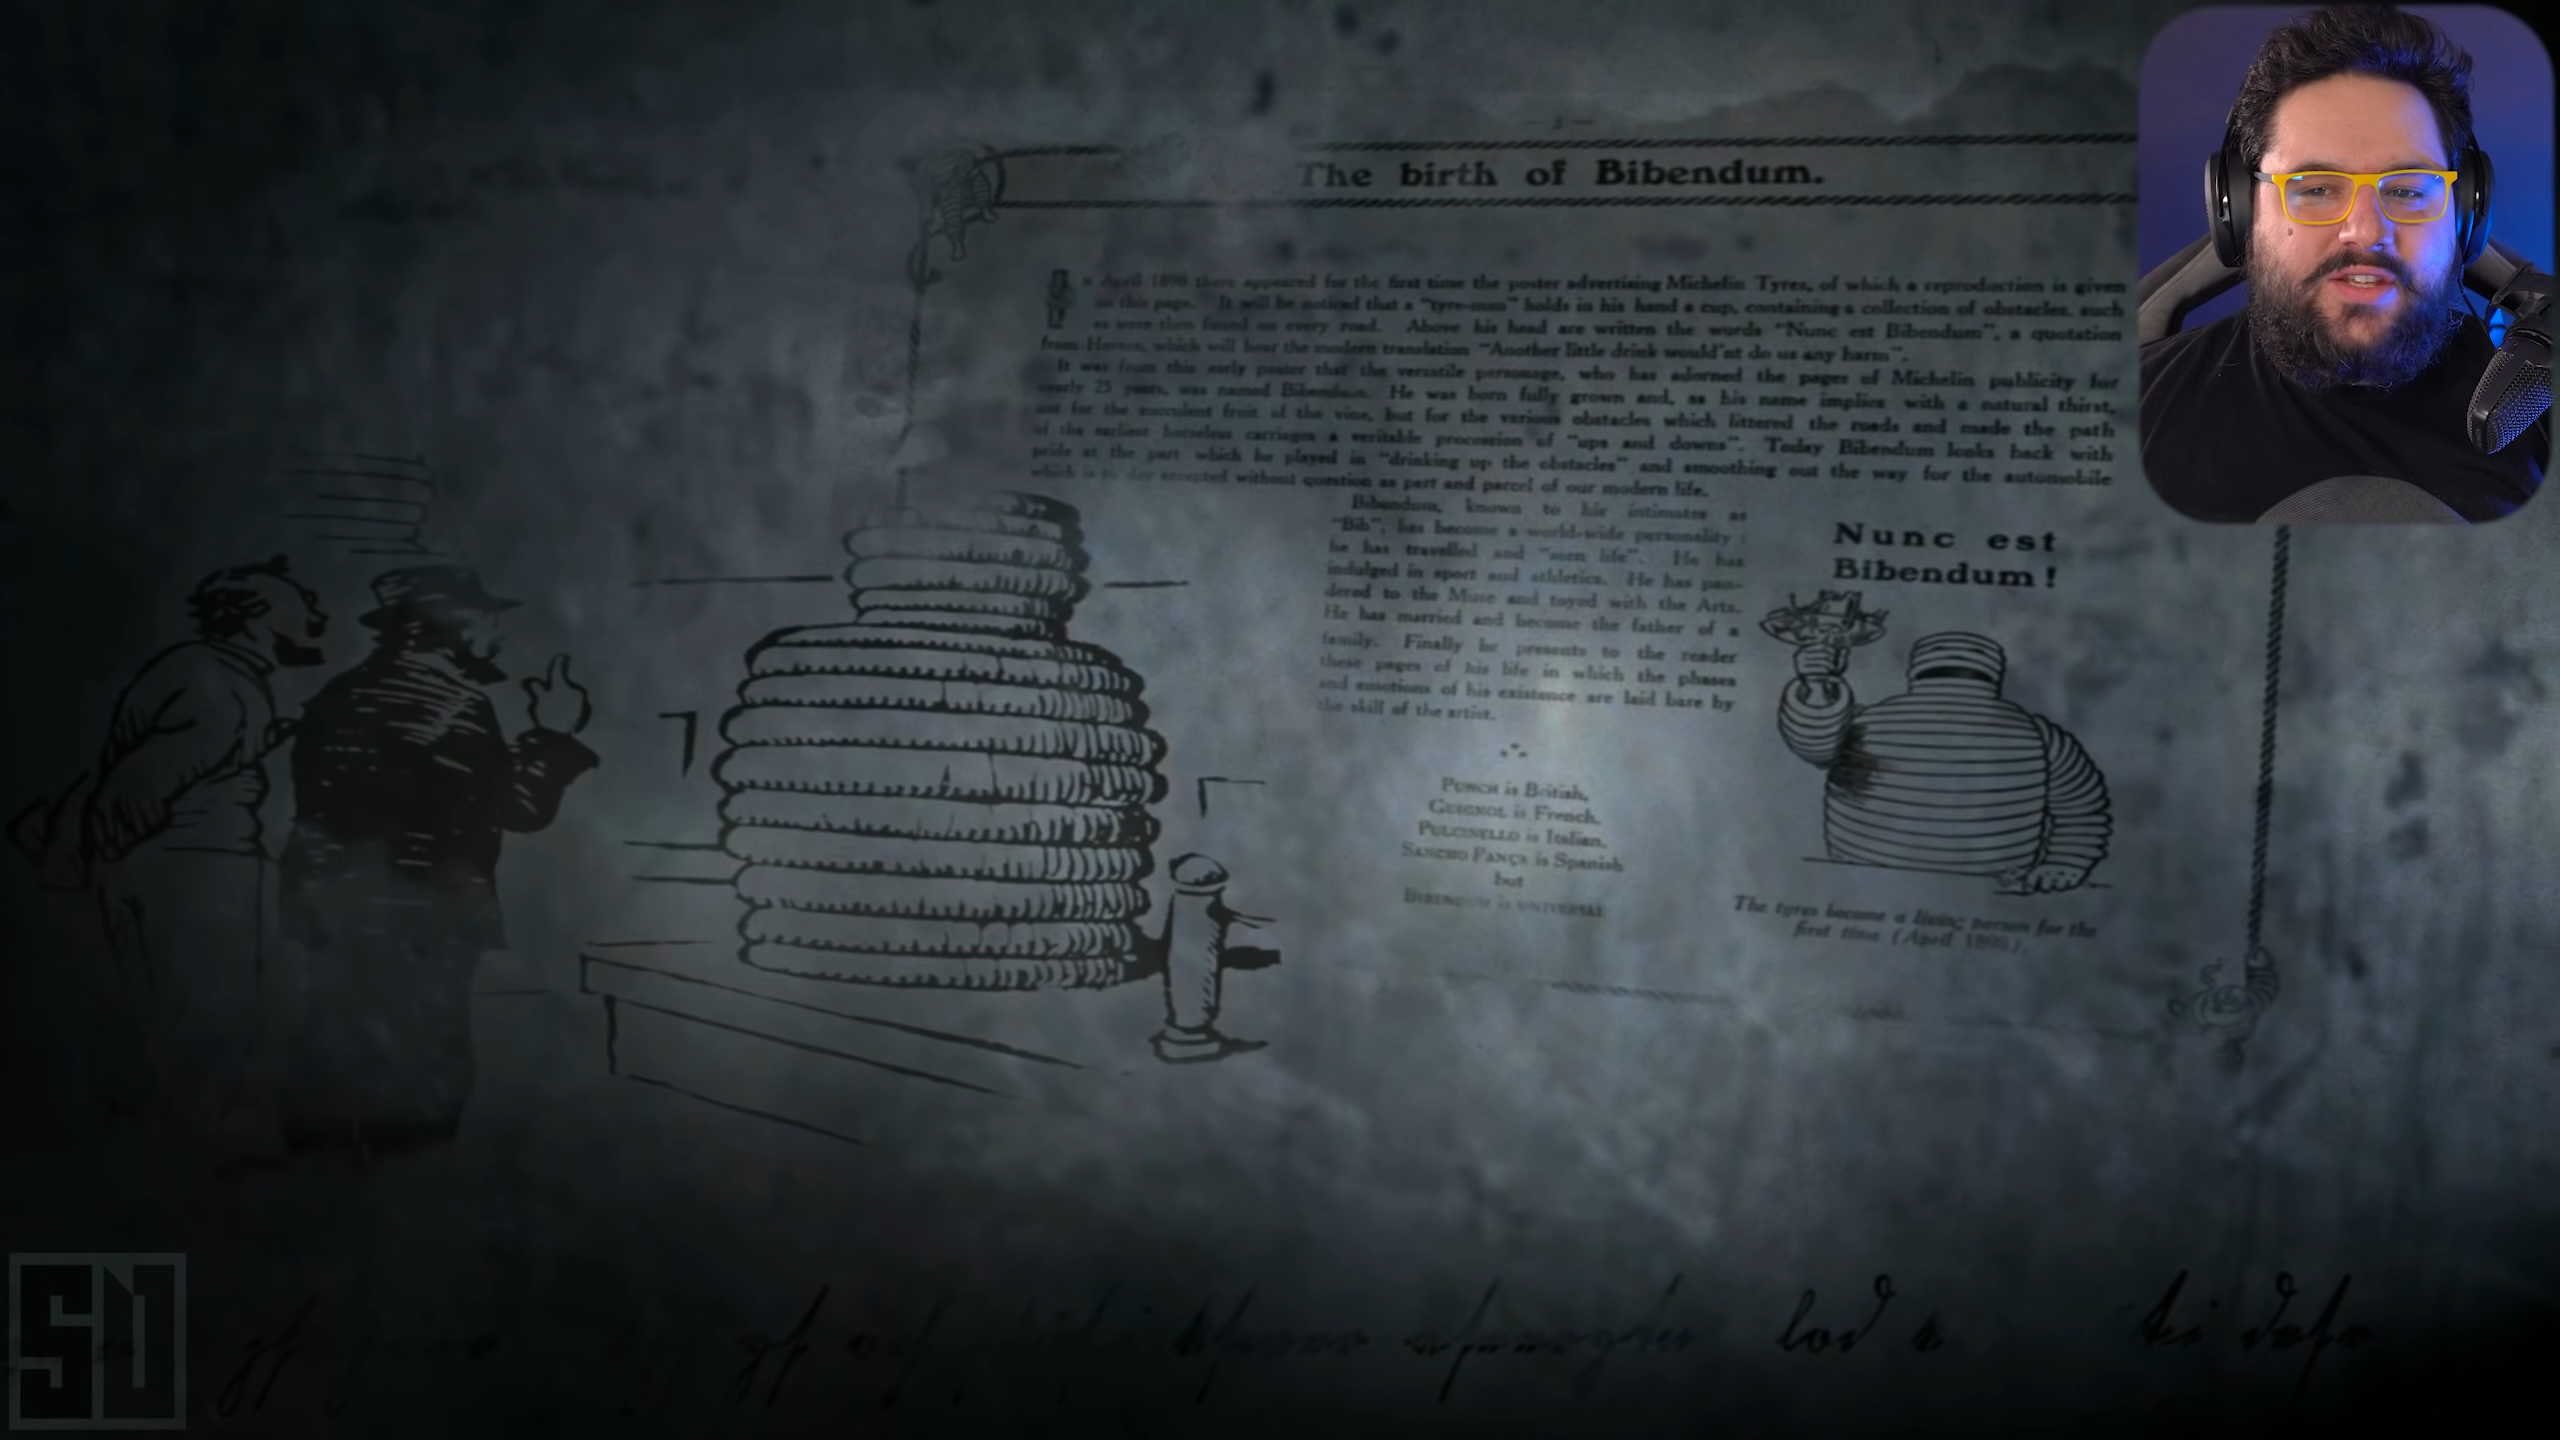 The birth of Bibendum.
April 1898 there appeared for the first time the poster advertising Michelin Tyres, of which a reproduction is given
on this page. It will be noticed that a "tyre-man" holds in his hand a cup, containing a collection of obstacles, such
as were then found on every road. Above his head are written the words "Nunc est Bibendum", a quotation
from Horace, which will bear the modern translation "Another little drink would'nt do us any harm".
It was from this early poster that the versatile personage, who has adorned the pages of Michelin publicity for
nearly 25 years, was named Bibendum. He was born fully grown and, as his name implies with a natural thirst,
not for the succulent fruit of the vine, but for the various obstacles which littered the roads and made the path
of the earliest horseless carriages a veritable procession of "ups and downs". Today Bibendum looks back with
pride at the part which he played in "drinking up the obstacles" and smoothing out the way for the automobile
which is to day accepted without question as part and parcel of our modern life.
Bibendum, known to his intimates as
"Bib", has become a world-wide personality :
he has travelled and "seen life". He has
indulged in sport and athletics. He has pan-
dered to the Muse and toyed with the Arts.
He has married and become the father of a
family. Finally he presents to the reader
these pages of his life in which the phases
and emotions of his existence are laid bare by
the skill of the artist.
PUNCH is British,
GUIGNOL is French,
PULCINELLO is Italian,
SANCHO PANÇA is Spanish
but
BIBENDUM is UNIVERSAL
Nunc est
Bibendum!
The tyres became a living person for the
first time (April 1898).
SD